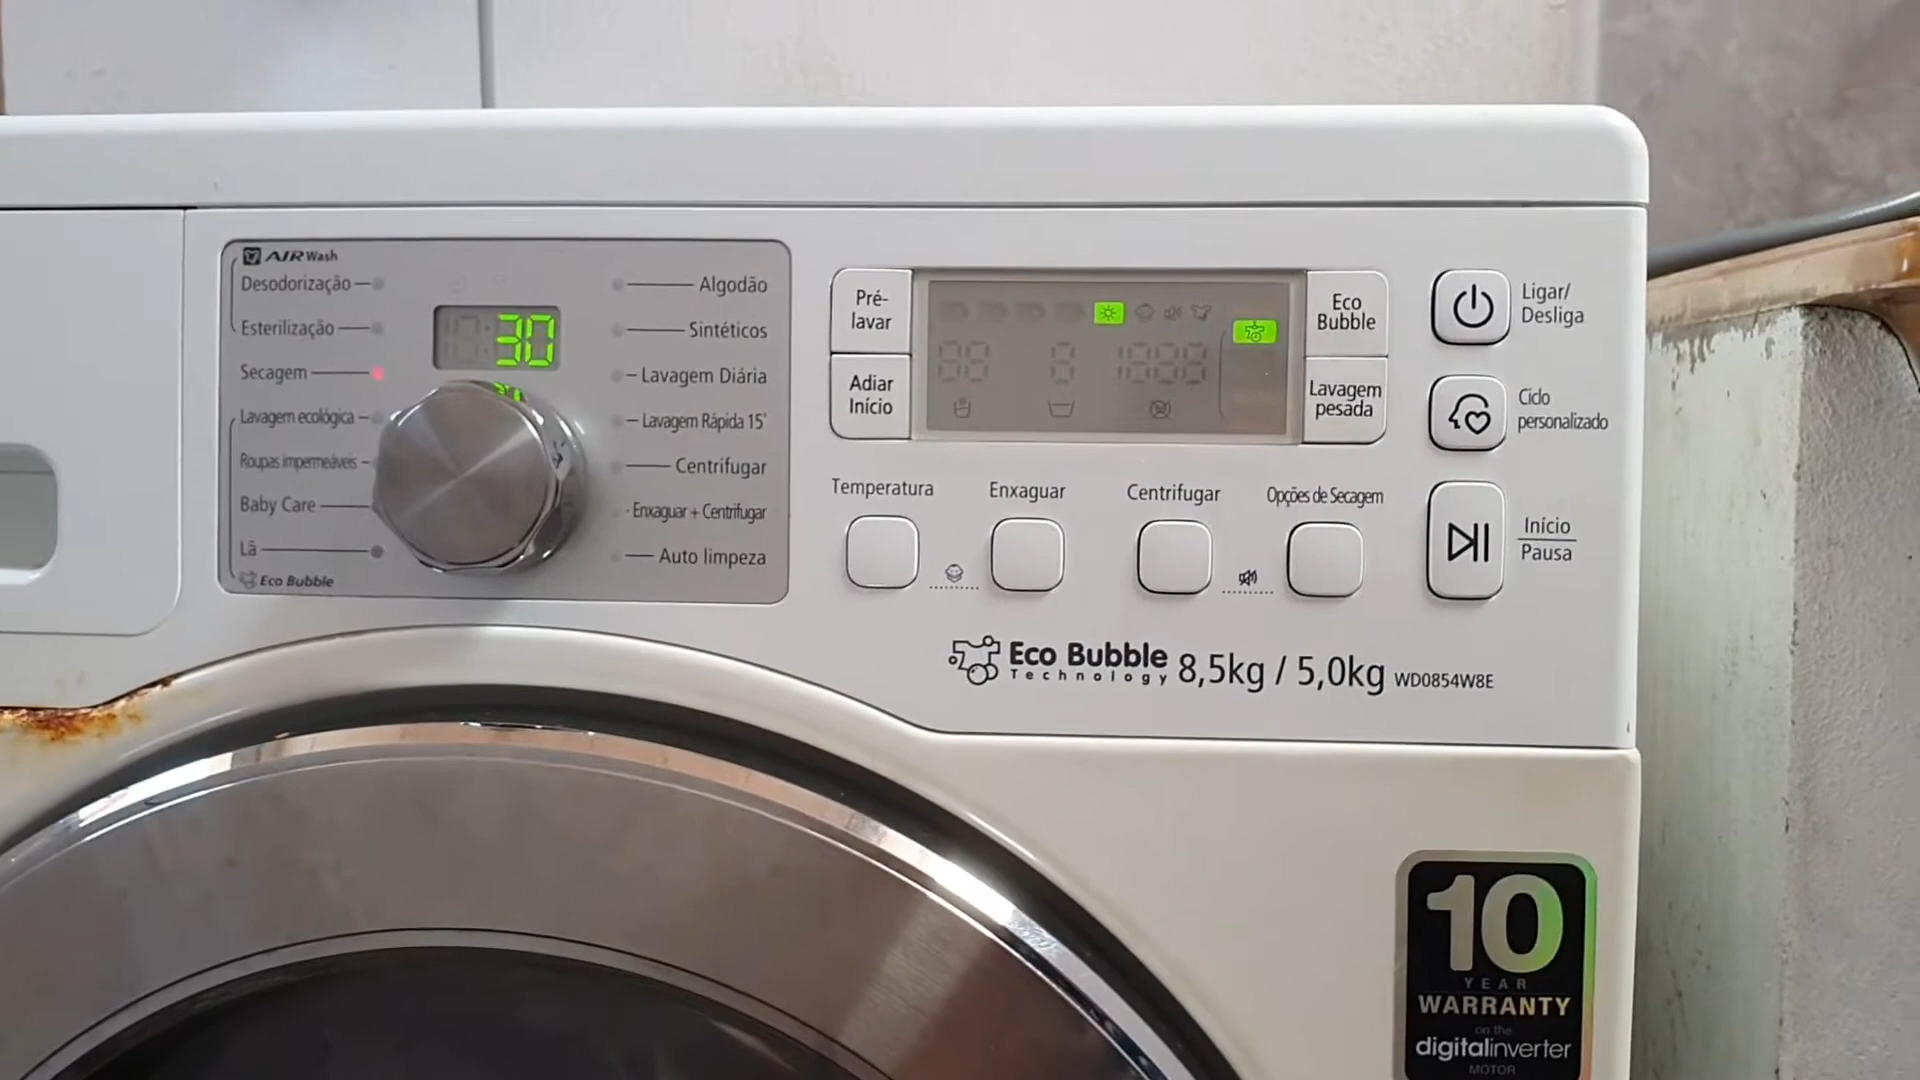 AIR Wash
Desodorização
Esterilização
Secagem
Lavagem ecológica
Roupas impermeáveis
Baby Care
Lã
Eco Bubble
30
Algodão
Sintéticos
Lavagem Diária
Lavagem Rápida 15'
Centrifugar
Enxaguar + Centrifugar
Auto limpeza
Pré-
lavar
Adiar
Início
Eco
Bubble
Lavagem
pesada
Ligar/
Desliga
Ciclo
personalizado
Início
Pausa
Temperatura
Enxaguar
Centrifugar
Opções de Secagem
Eco Bubble
Technology
8,5kg / 5,0kg WD0854W8E
10
YEAR
WARRANTY
on the
digitalinverter
MOTOR